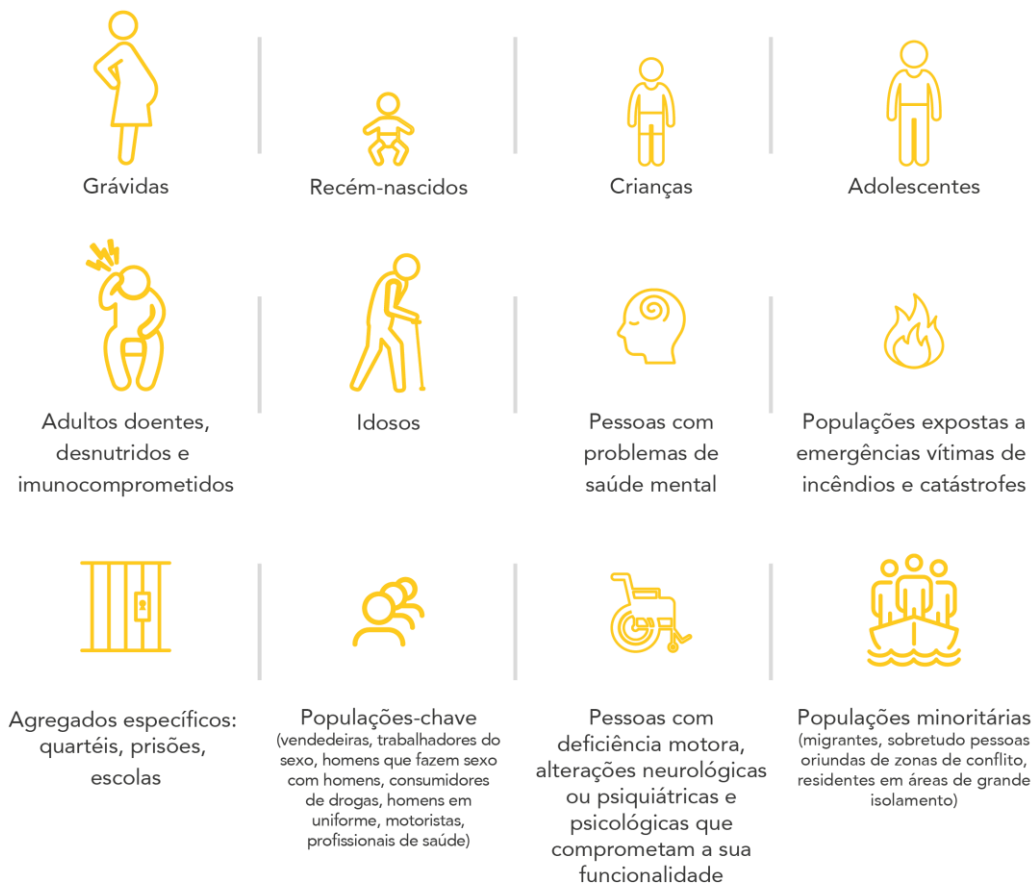 Grávidas
Recém-nascidos
Crianças
Adolescentes
Adultos doentes,
desnutridos e
imunocomprometidos
Idosos
Pessoas com
problemas de
saúde mental
Populações expostas a
emergências vítimas de
incêndios e catástrofes
Agregados específicos:
quartéis, prisões,
escolas
Populações-chave
(vendedeiras, trabalhadores do
sexo, homens que fazem sexo
com homens, consumidores
de drogas, homens em
uniforme, motoristas,
profissionais de saúde)
Pessoas com
deficiência motora,
alterações neurológicas
ou psiquiátricas e
psicológicas que
comprometam a sua
funcionalidade
Populações minoritárias
(migrantes, sobretudo pessoas
oriundas de zonas de conflito,
residentes em áreas de grande
isolamento)